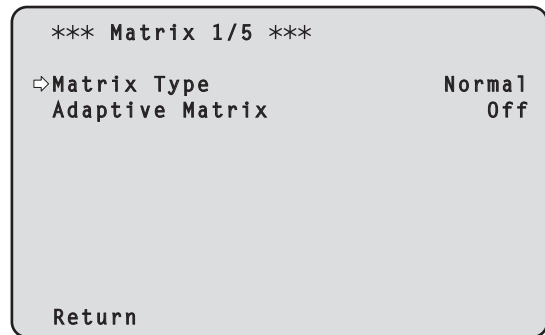 *** Matrix 1/5 ***
⇨Matrix Type Normal
Adaptive Matrix Off
Return